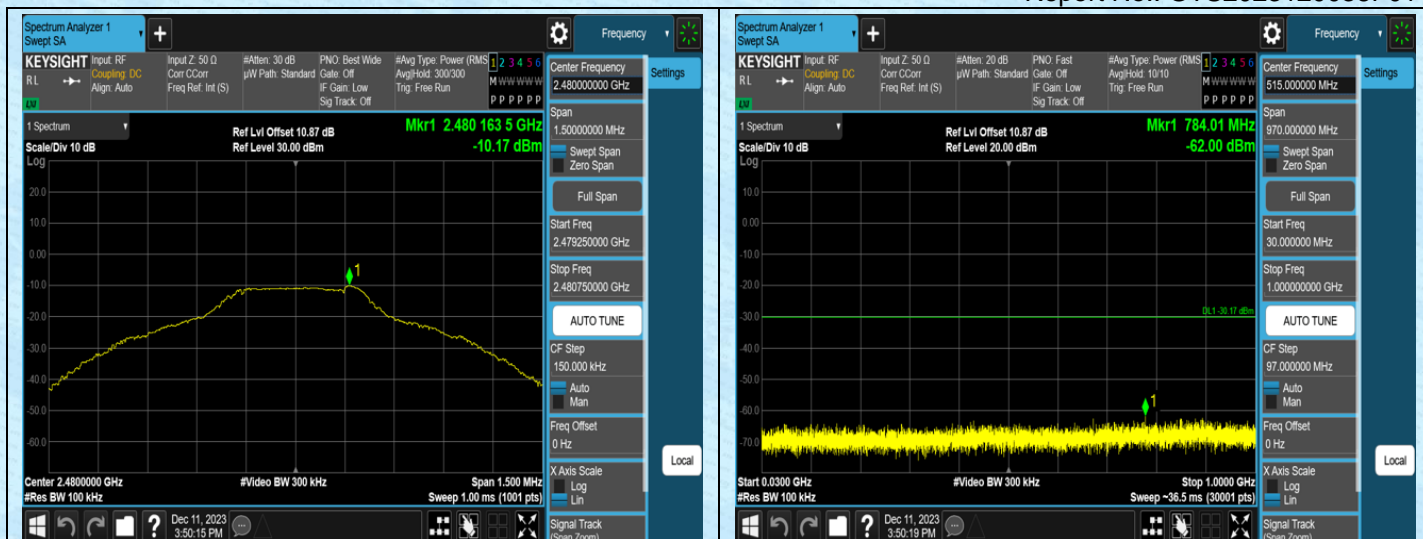 Spectrum Analyzer 1
Swept SA
Frequency
KEYSIGHT
RL
LXI
Input: RF
Coupling: DC
Align: Auto
Input Z: 50 Ω
Corr CCorr
Freq Ref: Int (S)
#Atten: 30 dB
µW Path: Standard
PNO: Best Wide
Gate: Off
IF Gain: Low
Sig Track: Off
#Avg Type: Power (RMS
Avg|Hold: 300/300
Trig: Free Run
1 2 3 4 5 6
M W W W W W
P P P P P P
1 Spectrum
Scale/Div 10 dB
Ref Lvl Offset 10.87 dB
Ref Level 30.00 dBm
Mkr1 2.480 163 5 GHz
-10.17 dBm
Log
20.0
10.0
0.00
-10.0
-20.0
-30.0
-40.0
-50.0
-60.0
1
Center 2.4800000 GHz
#Res BW 100 kHz
#Video BW 300 kHz
Span 1.500 MHz
Sweep 1.00 ms (1001 pts)
Center Frequency
2.480000000 GHz
Settings
Span
1.50000000 MHz
Swept Span
Zero Span
Full Span
Start Freq
2.479250000 GHz
Stop Freq
2.480750000 GHz
AUTO TUNE
CF Step
150.000 kHz
Auto
Man
Freq Offset
0 Hz
X Axis Scale
Log
Lin
Local
Signal Track
(Span Zoom)
?
Dec 11, 2023
3:50:15 PM
Spectrum Analyzer 1
Swept SA
Frequency
KEYSIGHT
RL
LXI
Input: RF
Coupling: DC
Align: Auto
Input Z: 50 Ω
Corr CCorr
Freq Ref: Int (S)
#Atten: 20 dB
µW Path: Standard
PNO: Fast
Gate: Off
IF Gain: Low
Sig Track: Off
#Avg Type: Power (RMS
Avg|Hold: 10/10
Trig: Free Run
1 2 3 4 5 6
M W W W W W
P P P P P P
1 Spectrum
Scale/Div 10 dB
Ref Lvl Offset 10.87 dB
Ref Level 20.00 dBm
Mkr1 784.01 MHz
-62.00 dBm
Log
10.0
0.00
-10.0
-20.0
-30.0
-40.0
-50.0
-60.0
-70.0
DL1 -30.17 dBm
1
Start 0.0300 GHz
#Res BW 100 kHz
#Video BW 300 kHz
Stop 1.0000 GHz
Sweep ~36.5 ms (30001 pts)
Center Frequency
515.000000 MHz
Settings
Span
970.000000 MHz
Swept Span
Zero Span
Full Span
Start Freq
30.000000 MHz
Stop Freq
1.000000000 GHz
AUTO TUNE
CF Step
97.000000 MHz
Auto
Man
Freq Offset
0 Hz
X Axis Scale
Log
Lin
Local
Signal Track
(Span Zoom)
?
Dec 11, 2023
3:50:19 PM